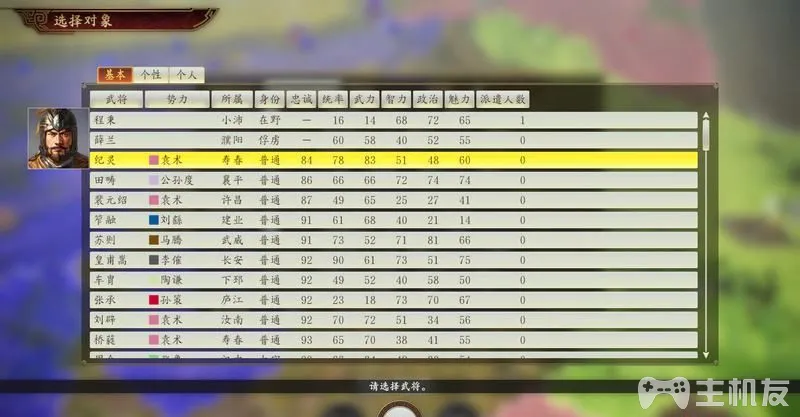 选择对象
基本 个性 个人
武将 势力 所属 身份 忠诚 统率 武力 智力 政治 魅力 派遣人数
程秉 小沛 在野 — 16 14 68 72 65 1
薛兰 濮阳 俘虏 — 60 58 40 52 55 0
纪灵 袁术 寿春 普通 84 78 83 51 48 60 0
田畴 公孙度 襄平 普通 86 66 66 72 74 74 0
裴元绍 袁术 许昌 普通 87 49 65 25 27 41 0
笮融 刘繇 建业 普通 91 61 68 40 21 14 0
苏则 马腾 武威 普通 91 73 52 71 81 66 0
皇甫嵩 李傕 长安 普通 92 90 61 73 51 75 0
车胄 陶谦 下邳 普通 92 49 52 40 58 50 0
张承 孙策 庐江 普通 92 23 18 73 70 67 0
刘辟 袁术 汝南 普通 92 70 72 51 34 56 0
桥蕤 袁术 寿春 普通 93 65 70 38 41 55 0
请选择武将。
主机友